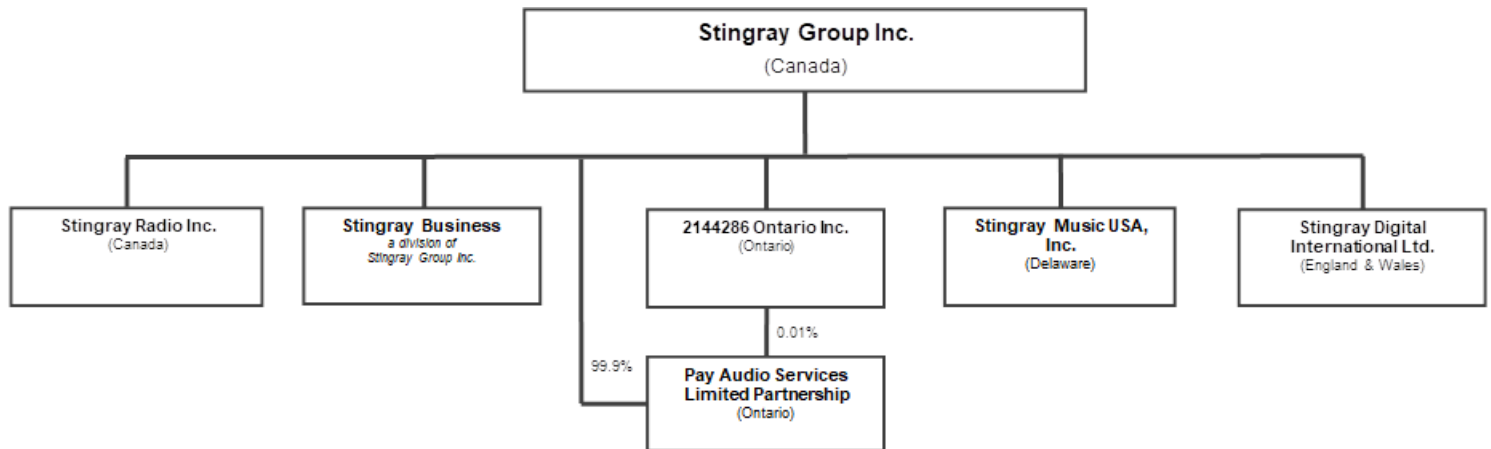 Stingray Group Inc.
(Canada)
Stingray Radio Inc.
(Canada)
Stingray Business
a division of
Stingray Group Inc.
2144286 Ontario Inc.
(Ontario)
Stingray Music USA,
Inc.
(Delaware)
Stingray Digital
International Ltd.
(England & Wales)
0.01%
99.9%
Pay Audio Services
Limited Partnership
(Ontario)